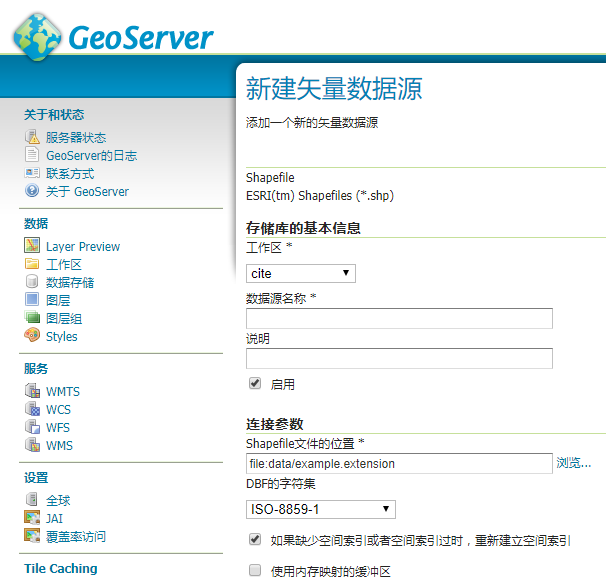 GeoServer
关于和状态
服务器状态
GeoServer的日志
联系方式
关于 GeoServer
数据
Layer Preview
工作区
数据存储
图层
图层组
Styles
服务
WMTS
WCS
WFS
WMS
设置
全球
JAI
覆盖率访问
Tile Caching
新建矢量数据源
添加一个新的矢量数据源
Shapefile
ESRI(tm) Shapefiles (*.shp)
存储库的基本信息
工作区 *
cite
数据源名称 *
说明
启用
连接参数
Shapefile文件的位置 *
file:data/example.extension 浏览...
DBF的字符集
ISO-8859-1
如果缺少空间索引或者空间索引过时，重新建立空间索引
使用内存映射的缓冲区